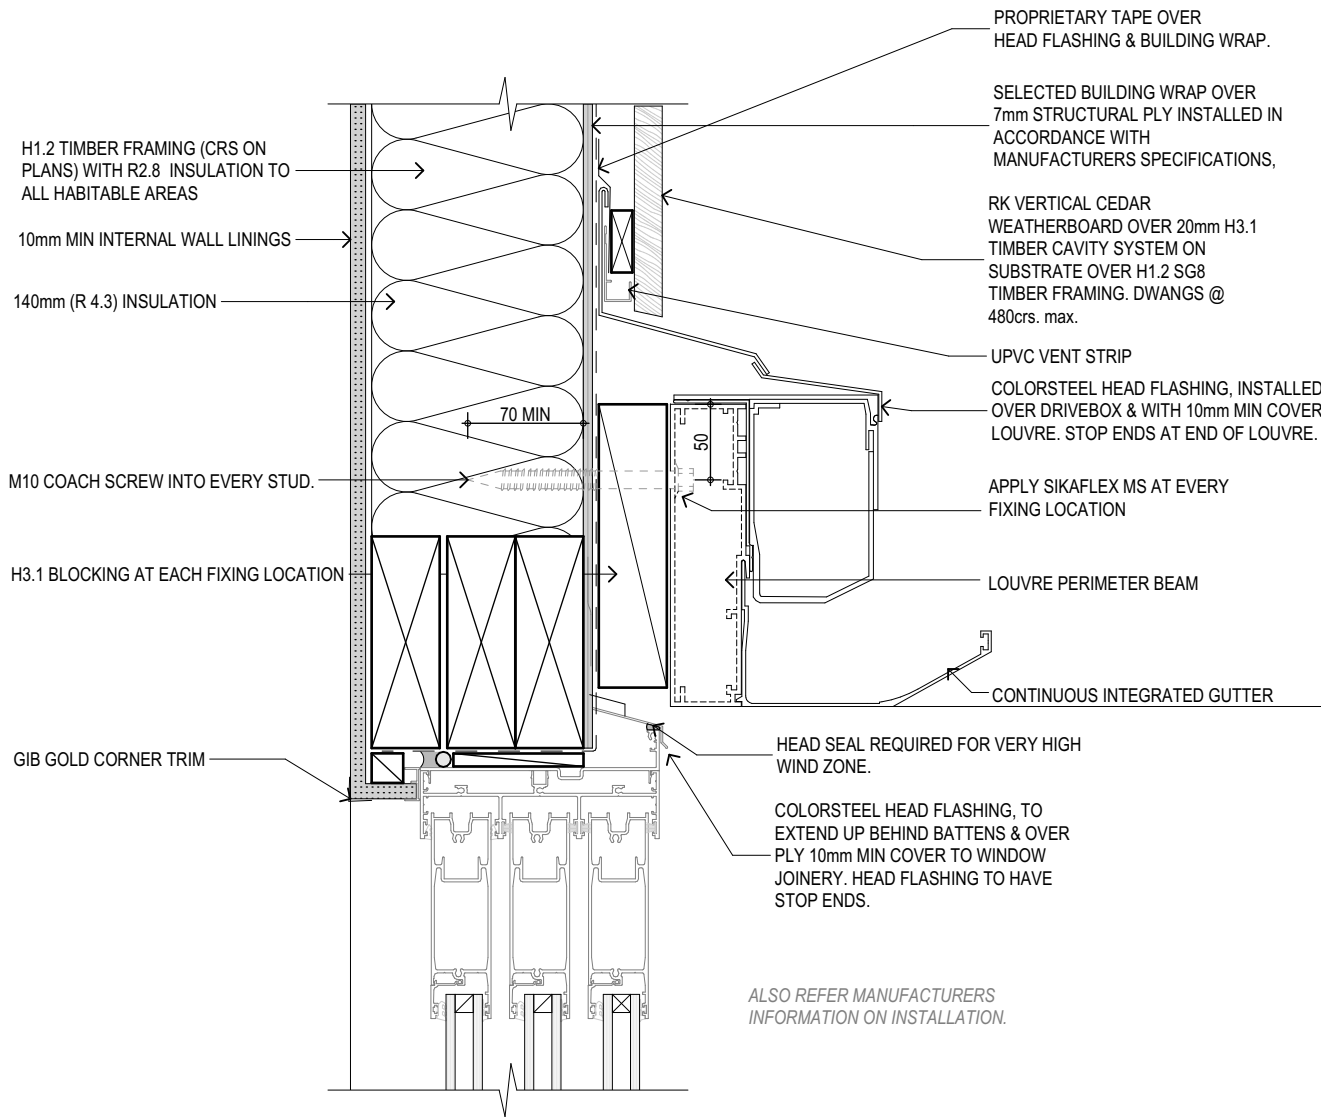 PROPRIETARY TAPE OVER
HEAD FLASHING & BUILDING WRAP.
SELECTED BUILDING WRAP OVER
7mm STRUCTURAL PLY INSTALLED IN
ACCORDANCE WITH
MANUFACTURERS SPECIFICATIONS,
H1.2 TIMBER FRAMING (CRS ON
PLANS) WITH R2.8 INSULATION TO
ALL HABITABLE AREAS
RK VERTICAL CEDAR
WEATHERBOARD OVER 20mm H3.1
TIMBER CAVITY SYSTEM ON
SUBSTRATE OVER H1.2 SG8
TIMBER FRAMING. DWANGS @
480crs. max.
10mm MIN INTERNAL WALL LININGS
140mm (R 4.3) INSULATION
UPVC VENT STRIP
COLORSTEEL HEAD FLASHING, INSTALLED
OVER DRIVEBOX & WITH 10mm MIN COVER
LOUVRE. STOP ENDS AT END OF LOUVRE.
70 MIN
50
M10 COACH SCREW INTO EVERY STUD.
APPLY SIKAFLEX MS AT EVERY
FIXING LOCATION
H3.1 BLOCKING AT EACH FIXING LOCATION
LOUVRE PERIMETER BEAM
CONTINUOUS INTEGRATED GUTTER
GIB GOLD CORNER TRIM
HEAD SEAL REQUIRED FOR VERY HIGH
WIND ZONE.
COLORSTEEL HEAD FLASHING, TO
EXTEND UP BEHIND BATTENS & OVER
PLY 10mm MIN COVER TO WINDOW
JOINERY. HEAD FLASHING TO HAVE
STOP ENDS.
ALSO REFER MANUFACTURERS
INFORMATION ON INSTALLATION.